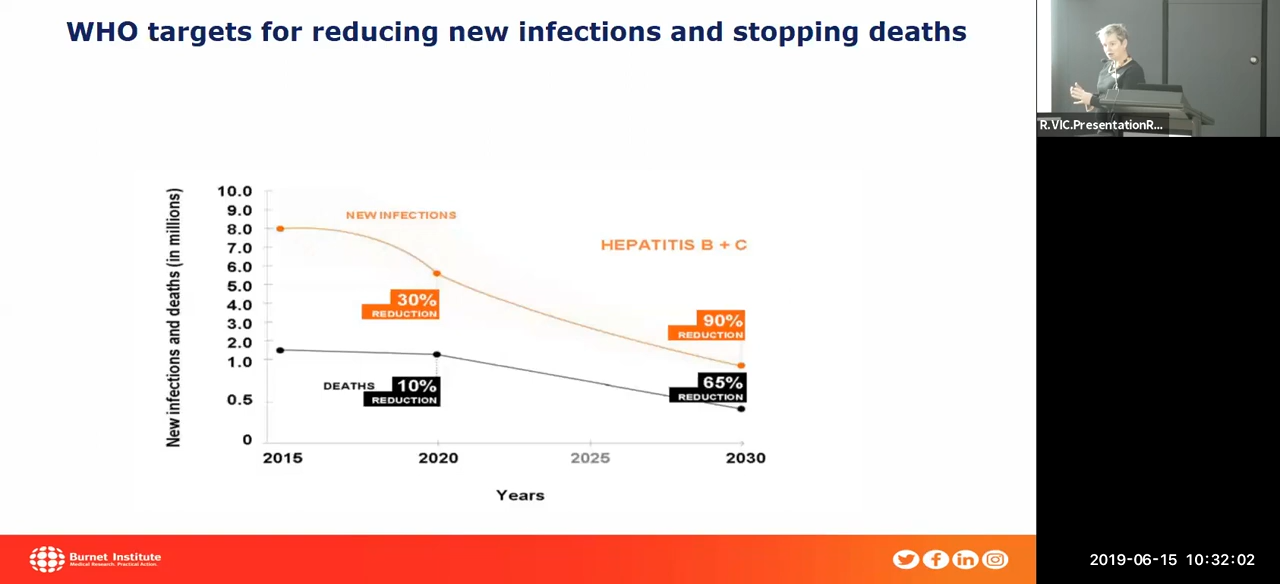 WHO targets for reducing new infections and stopping deaths
R.VIC.PresentationR...
New infections and deaths (in millions)
10.0
9.0
8.0
7.0
6.0
5.0
4.0
3.0
2.0
1.0
0.5
0
NEW INFECTIONS
HEPATITIS B + C
30%
REDUCTION
90%
REDUCTION
DEATHS
10%
REDUCTION
65%
REDUCTION
2015
2020
2025
2030
Years
Burnet Institute
Medical Research. Practical Action.
2019-06-15 10:32:02